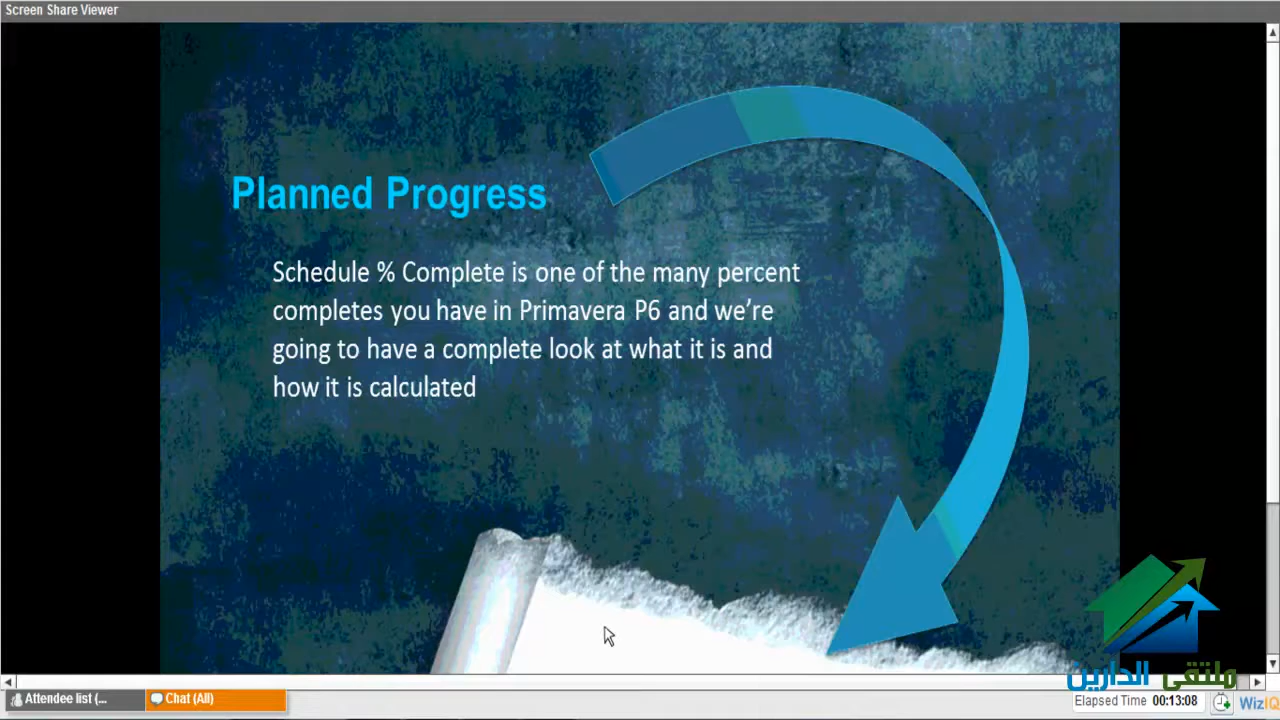 Screen Share Viewer
Planned Progress
Schedule % Complete is one of the many percent
completes you have in Primavera P6 and we’re
going to have a complete look at what it is and
how it is calculated
ملتقى الدارين
Attendee list (...
Chat (All)
Elapsed Time 00:13:08
WizIQ